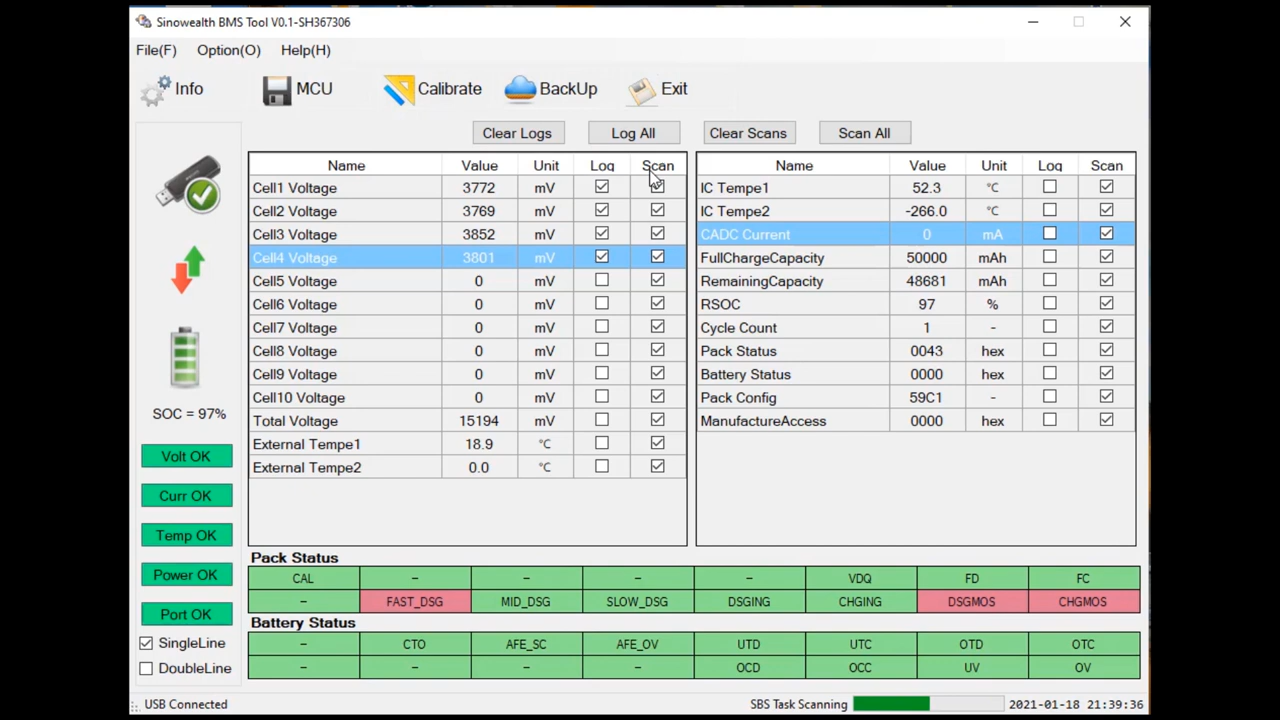 Sinowealth BMS Tool V0.1-SH367306
File(F) Option(O) Help(H)
Info MCU Calibrate BackUp Exit
Clear Logs Log All Clear Scans Scan All
Name Value Unit Log Scan
Cell1 Voltage 3772 mV
Cell2 Voltage 3769 mV
Cell3 Voltage 3852 mV
Cell4 Voltage 3801 mV
Cell5 Voltage 0 mV
Cell6 Voltage 0 mV
Cell7 Voltage 0 mV
Cell8 Voltage 0 mV
Cell9 Voltage 0 mV
Cell10 Voltage 0 mV
Total Voltage 15194 mV
External Tempe1 18.9 °C
External Tempe2 0.0 °C
Name Value Unit Log Scan
IC Tempe1 52.3 °C
IC Tempe2 -266.0 °C
CADC Current 0 mA
FullChargeCapacity 50000 mAh
RemainingCapacity 48681 mAh
RSOC 97 %
Cycle Count 1 -
Pack Status 0043 hex
Battery Status 0000 hex
Pack Config 59C1 -
ManufactureAccess 0000 hex
SOC = 97%
Volt OK
Curr OK
Temp OK
Power OK
Port OK
SingleLine
DoubleLine
Pack Status
CAL - - - - VDQ FD FC
- FAST_DSG MID_DSG SLOW_DSG DSGING CHGING DSGMOS CHGMOS
Battery Status
- CTO AFE_SC AFE_OV UTD UTC OTD OTC
- - - - OCD OCC UV OV
USB Connected SBS Task Scanning 2021-01-18 21:39:36